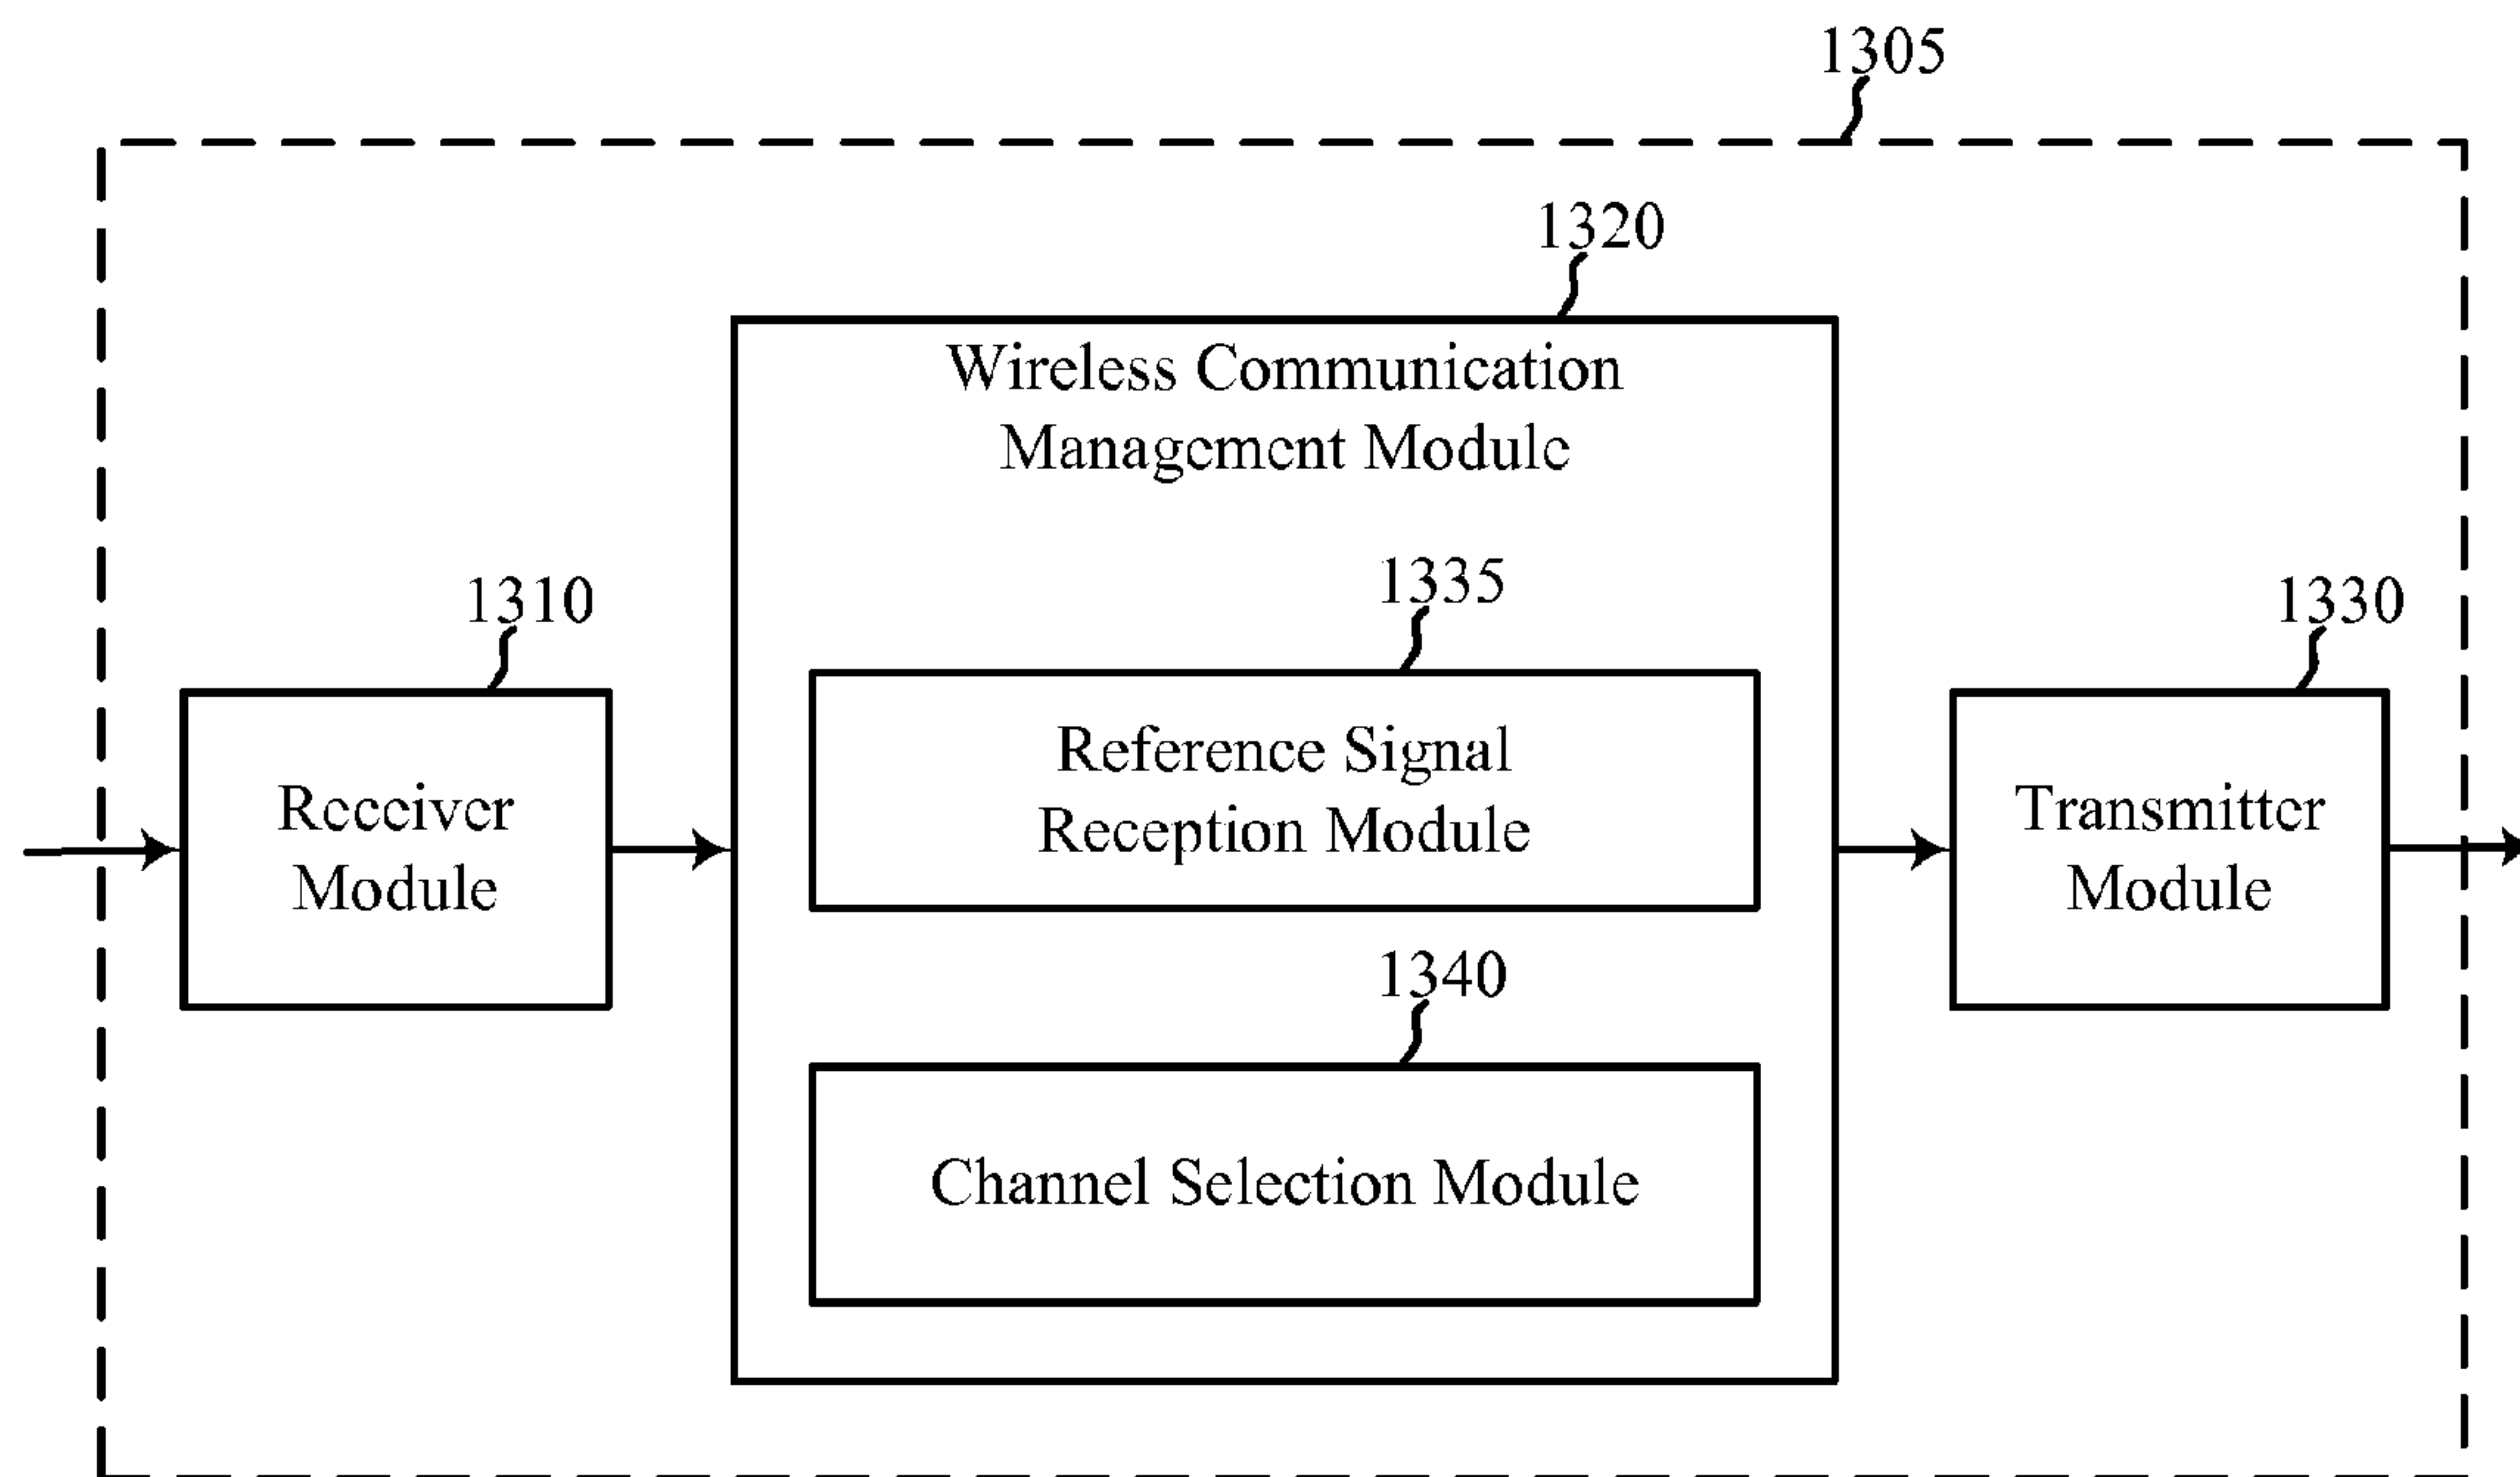 1305
1320
Wireless Communication
Management Module
1310
1335
1330
Reference Signal
Reception Module
Receiver
Module
Transmitter
Module
1340
Channel Selection Module